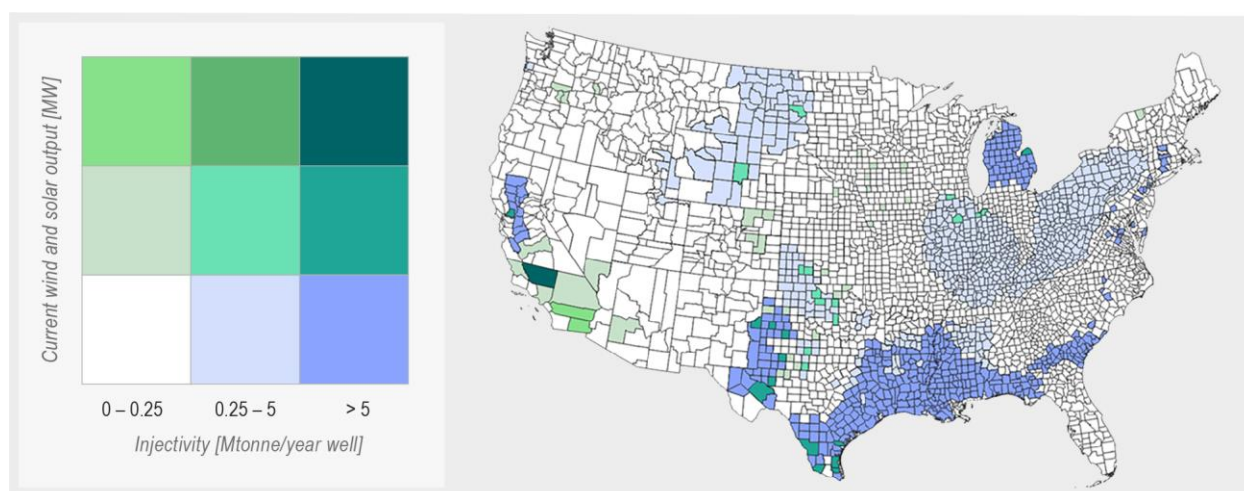 Current wind and solar output [MW]
0 – 0.25 0.25 – 5 > 5
Injectivity [Mtonne/year well]